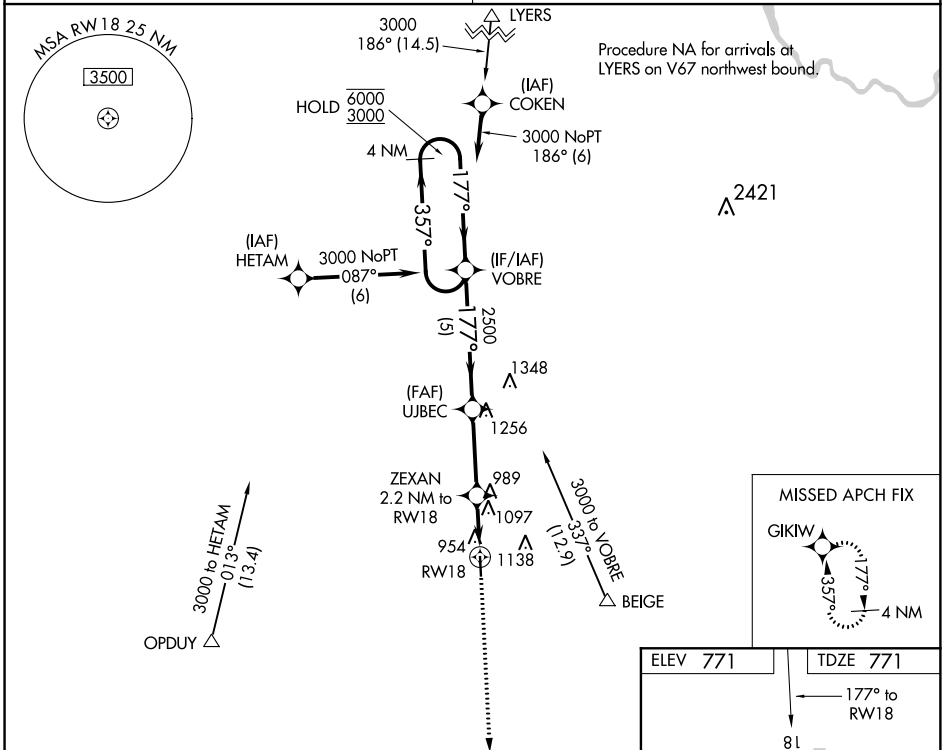 MSA RW18 25 NM
3500
LYERS
3000
186° (14.5)
Procedure NA for arrivals at
LYERS on V67 northwest bound.
(IAF)
COKEN
HOLD 6000
3000
4 NM
3000 NoPT
186° (6)
177°
357°
2421
(IAF)
HETAM
3000 NoPT
087°
(6)
(IF/IAF)
VOBRE
2500
177°
(5)
1348
(FAF)
UJBEC
1256
ZEXAN
2.2 NM to
RW18
989
1097
954
1138
RW18
3000 to HETAM
013°
(13.4)
OPDUY
3000 to VOBRE
337°
(12.9)
BEIGE
MISSED APCH FIX
GIKIW
177°
357°
4 NM
ELEV 771
TDZE 771
177° to
RW18
18